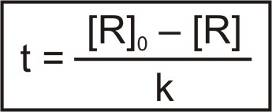 t = [R]₀ – [R]
k